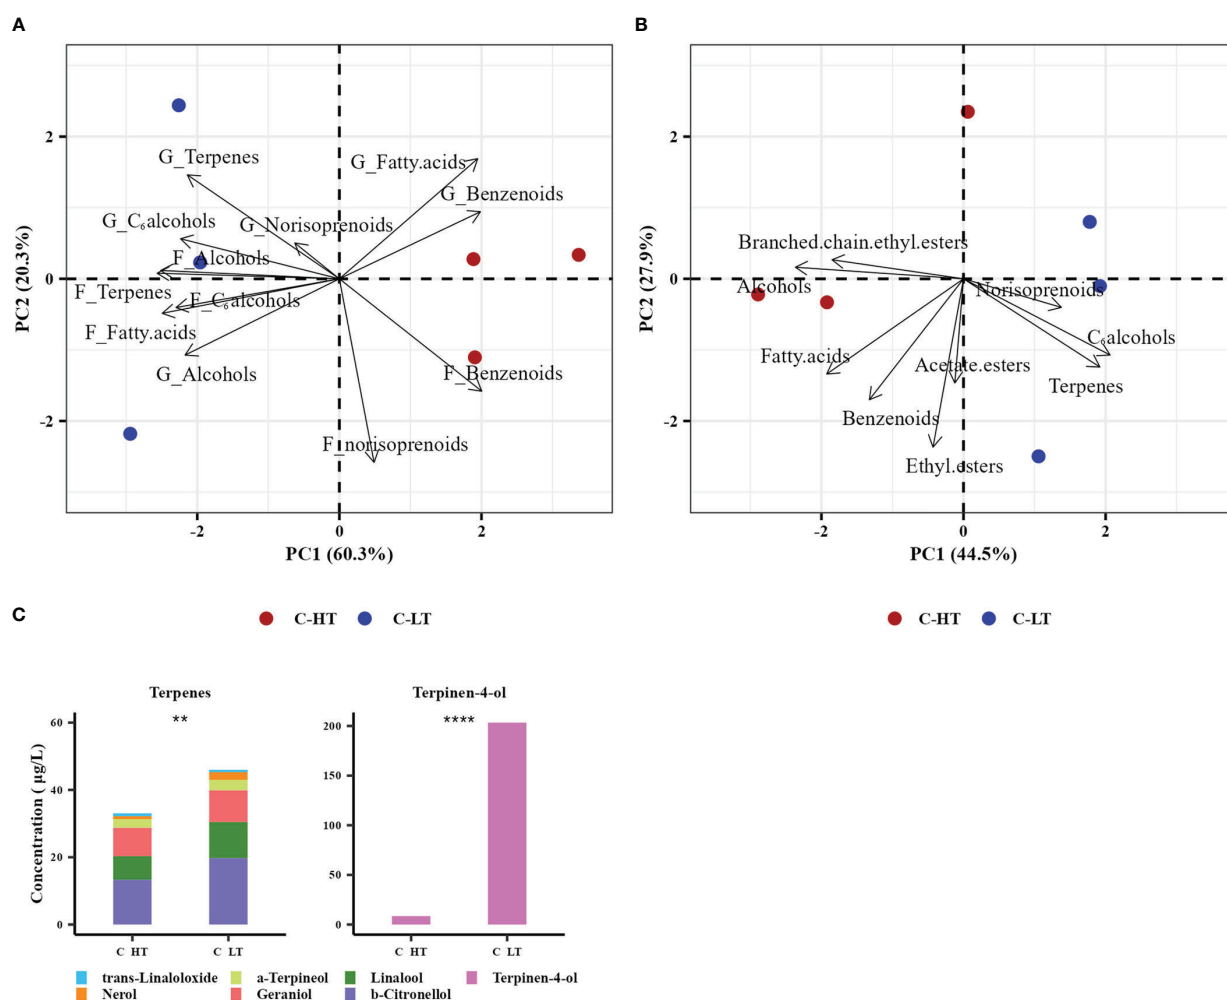 A
B
2
0
-2
PC2 (20.3%)
G_Terpenes
G_Fatty.acids
G_Benzenoids
G_C₆alcohols
G_Norisoprenoids
F_Alcohols
F_Terpenes
F_C₆alcohols
F_Fatty.acids
G_Alcohols
F_Benzenoids
F_norisoprenoids
-2 0 2
PC1 (60.3%)
C-HT C-LT
2
0
-2
PC2 (27.9%)
Branched.chain.ethyl.esters
Alcohols
Norisoprenoids
C₆alcohols
Fatty.acids
Acetate.esters
Terpenes
Benzenoids
Ethyl.esters
-2 0 2
PC1 (44.5%)
C-HT C-LT
C
Terpenes
**
60
40
20
0
Concentration ( µg/L)
C HT C LT
Terpinen-4-ol
****
200
150
100
50
0
C HT C LT
trans-Linaloloxide a-Terpineol Linalool Terpinen-4-ol
Nerol Geraniol b-Citronellol